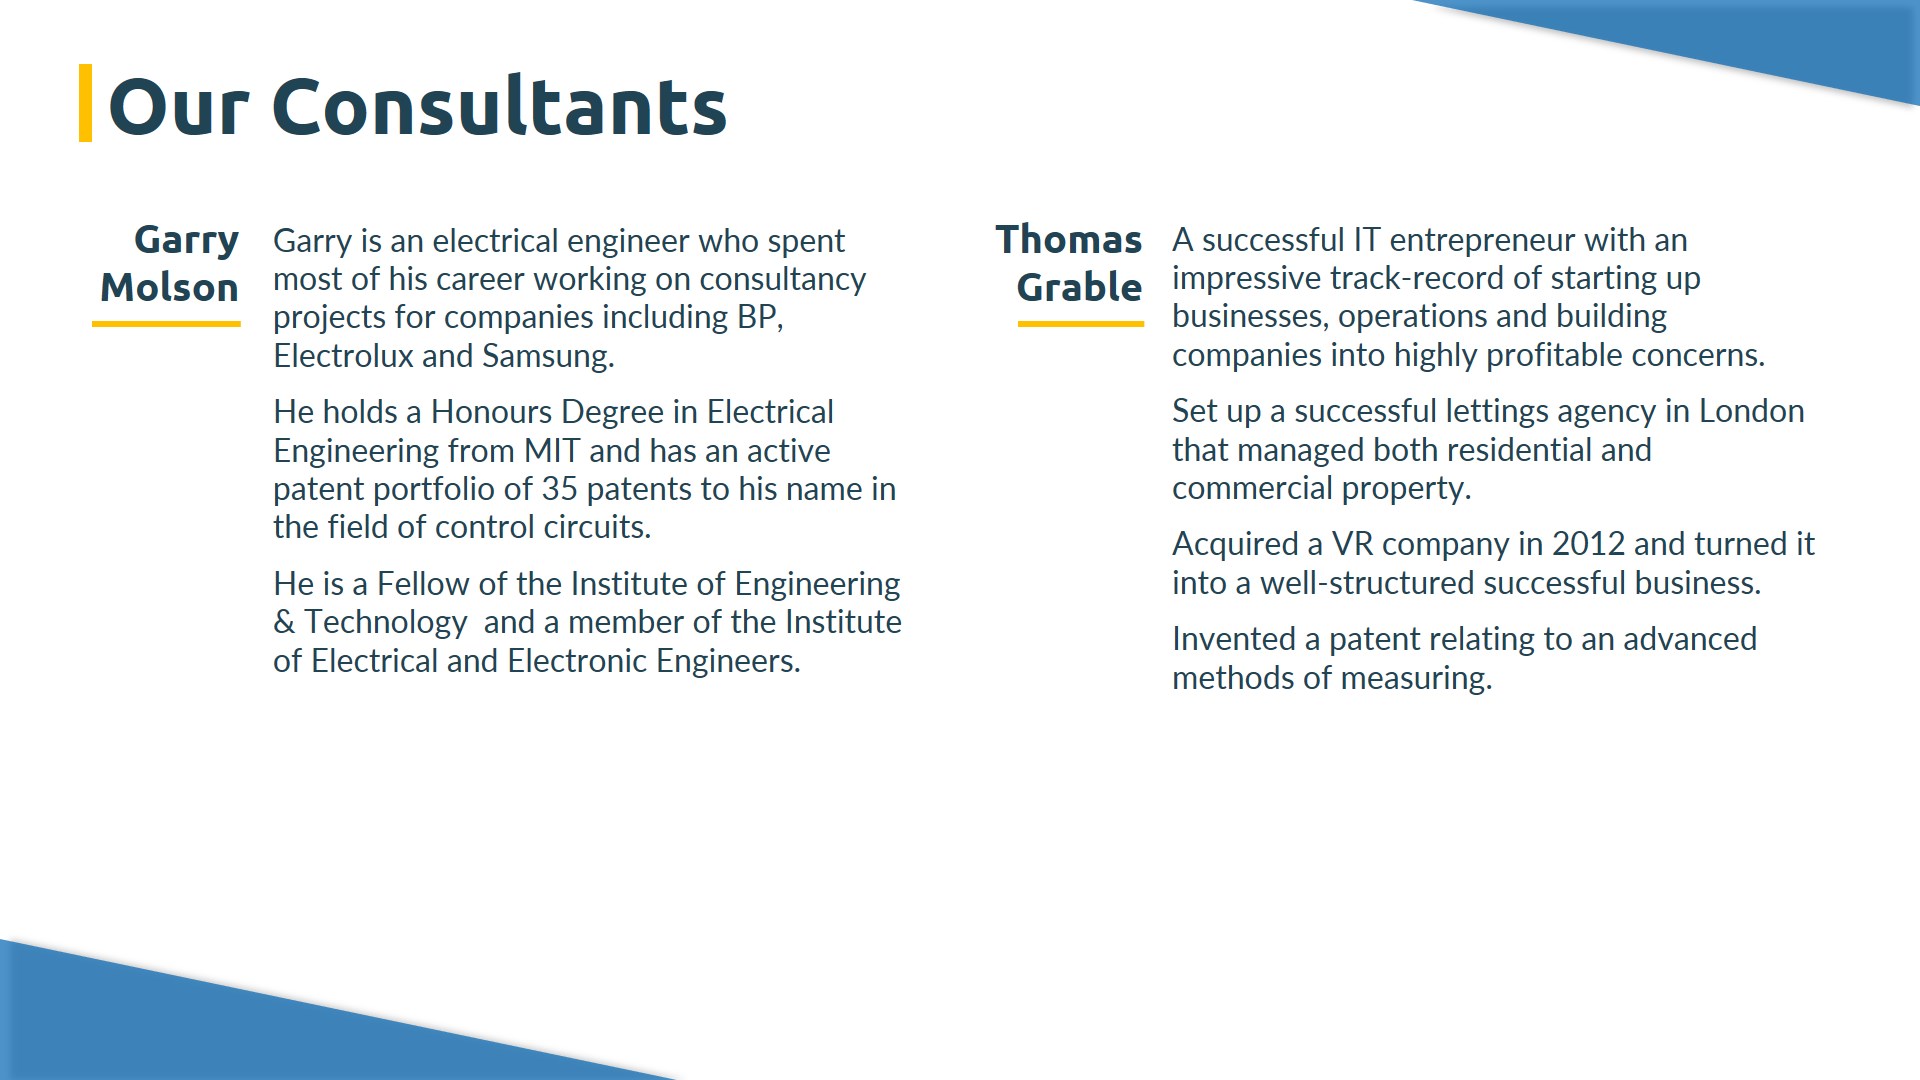 Our Consultants
Garry
Molson
Garry is an electrical engineer who spent
most of his career working on consultancy
projects for companies including BP,
Electrolux and Samsung.
He holds a Honours Degree in Electrical
Engineering from MIT and has an active
patent portfolio of 35 patents to his name in
the field of control circuits.
He is a Fellow of the Institute of Engineering
& Technology  and a member of the Institute
of Electrical and Electronic Engineers.
Thomas
Grable
A successful IT entrepreneur with an
impressive track-record of starting up
businesses, operations and building
companies into highly profitable concerns.
Set up a successful lettings agency in London
that managed both residential and
commercial property.
Acquired a VR company in 2012 and turned it
into a well-structured successful business.
Invented a patent relating to an advanced
methods of measuring.